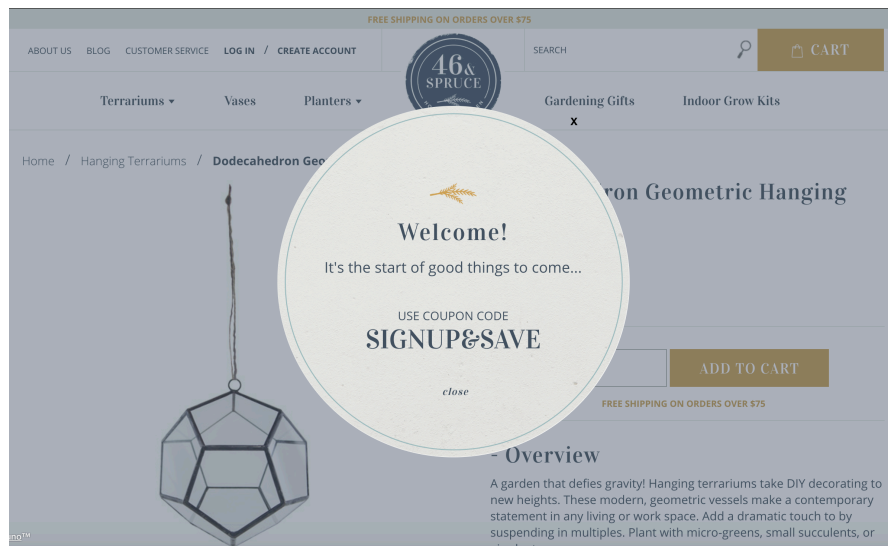 FREE SHIPPING ON ORDERS OVER $75
ABOUT US BLOG CUSTOMER SERVICE LOG IN / CREATE ACCOUNT
46&
SPRUCE
SEARCH
CART
Terrariums Vases Planters Gardening Gifts Indoor Grow Kits
X
Home / Hanging Terrariums / Dodecahedron Geo
ron Geometric Hanging
Welcome!
It's the start of good things to come...
USE COUPON CODE
SIGNUP&SAVE
close
ADD TO CART
FREE SHIPPING ON ORDERS OVER $75
- Overview
A garden that defies gravity! Hanging terrariums take DIY decorating to
new heights. These modern, geometric vessels make a contemporary
statement in any living or work space. Add a dramatic touch to by
suspending in multiples. Plant with micro-greens, small succulents, or